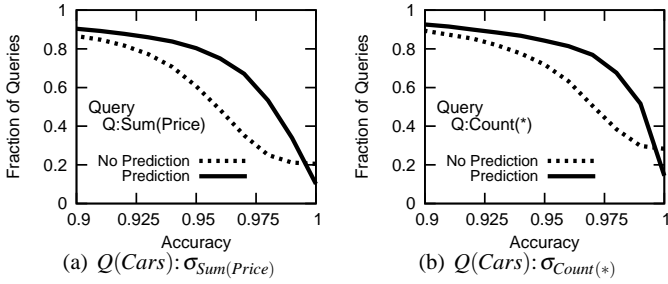 Fraction of Queries
1
0.8
0.6
0.4
0.2
0
Query
Q:Sum(Price)
No Prediction
Prediction
0.9 0.925 0.95 0.975 1
Accuracy
(a) Q(Cars): σSum(Price)
Fraction of Queries
1
0.8
0.6
0.4
0.2
0
Query
Q:Count(*)
No Prediction
Prediction
0.9 0.925 0.95 0.975 1
Accuracy
(b) Q(Cars): σCount(*)